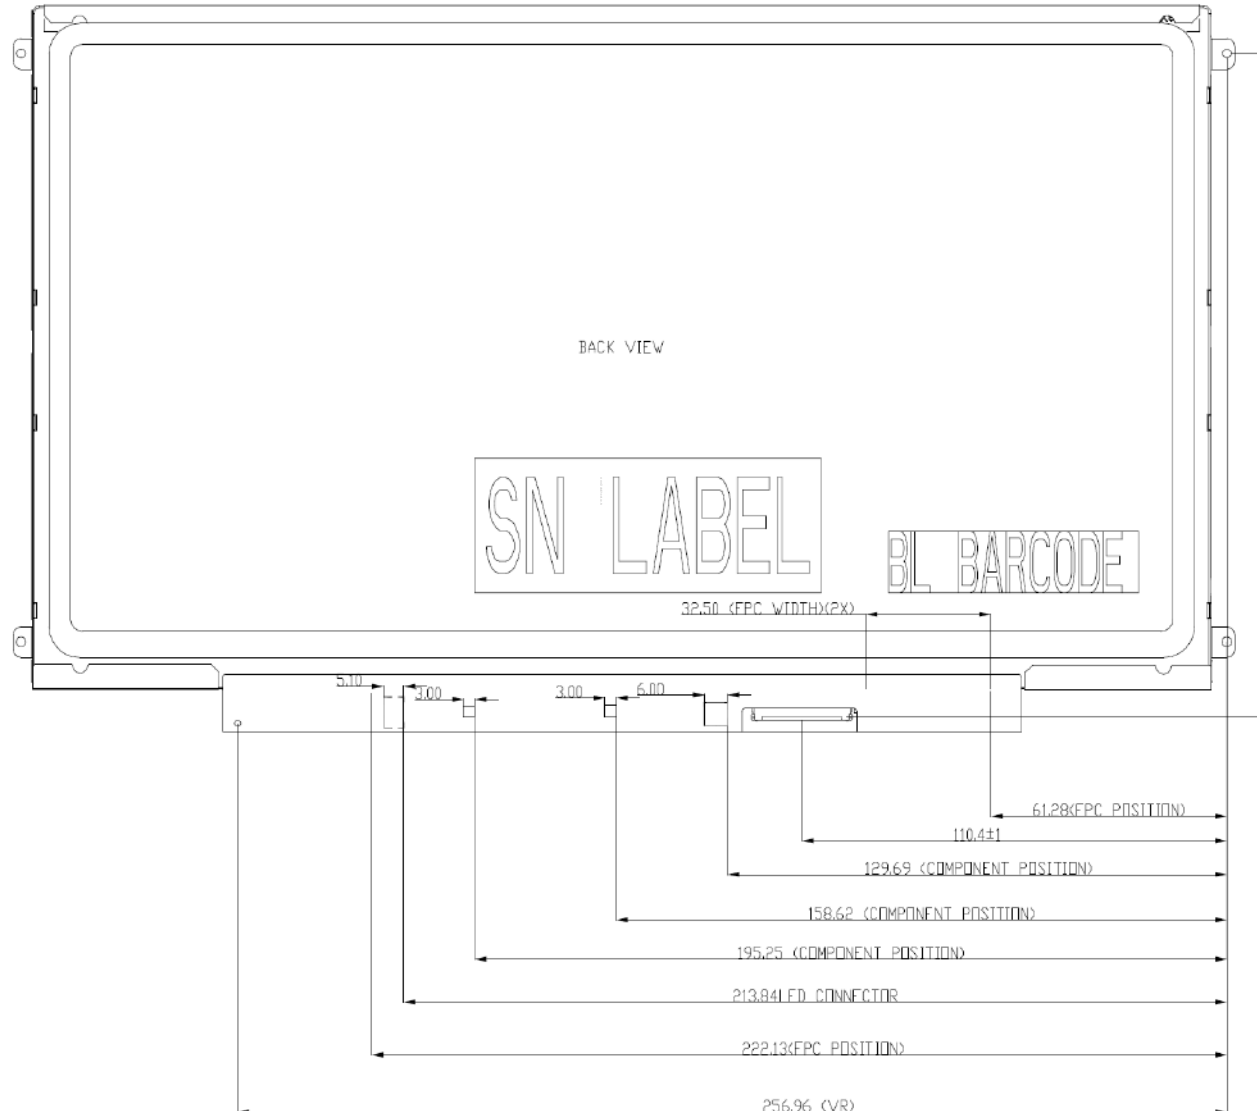 BACK VIEW
SN LABEL
BL BARCODE
32.50 (FPC WIDTH)(2X)
5.10
3.00
3.00
6.00
61.28(FPC POSITION)
110.4±1
129.69 (COMPONENT POSITION)
158.62 (COMPONENT POSITION)
195.25 (COMPONENT POSITION)
213.84LED CONNECTOR
222.13(FPC POSITION)
256.96 (VR)